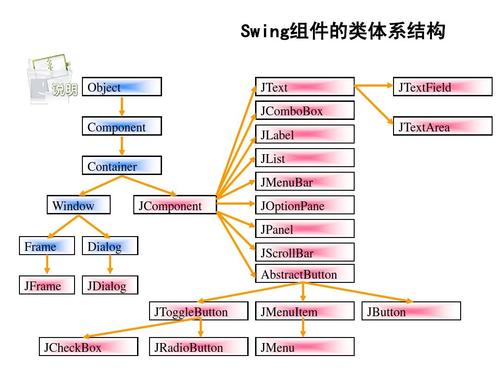 Swing组件的类体系结构
说明
Object
JText
JTextField
JComboBox
Component
JTextArea
JLabel
Container
JList
JMenuBar
Window
JComponent
JOptionPane
JPanel
Frame
Dialog
JScrollBar
AbstractButton
JFrame
JDialog
JToggleButton
JMenuItem
JButton
JCheckBox
JRadioButton
JMenu